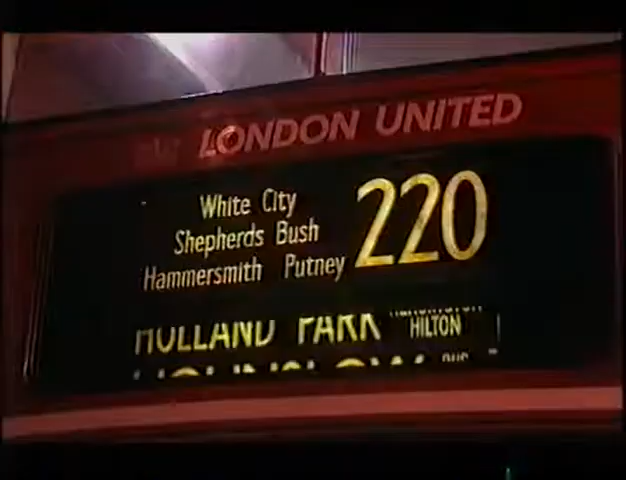 LONDON UNITED
White City
Shepherds Bush
Hammersmith Putney
220
HOLLAND PARK
HILTON